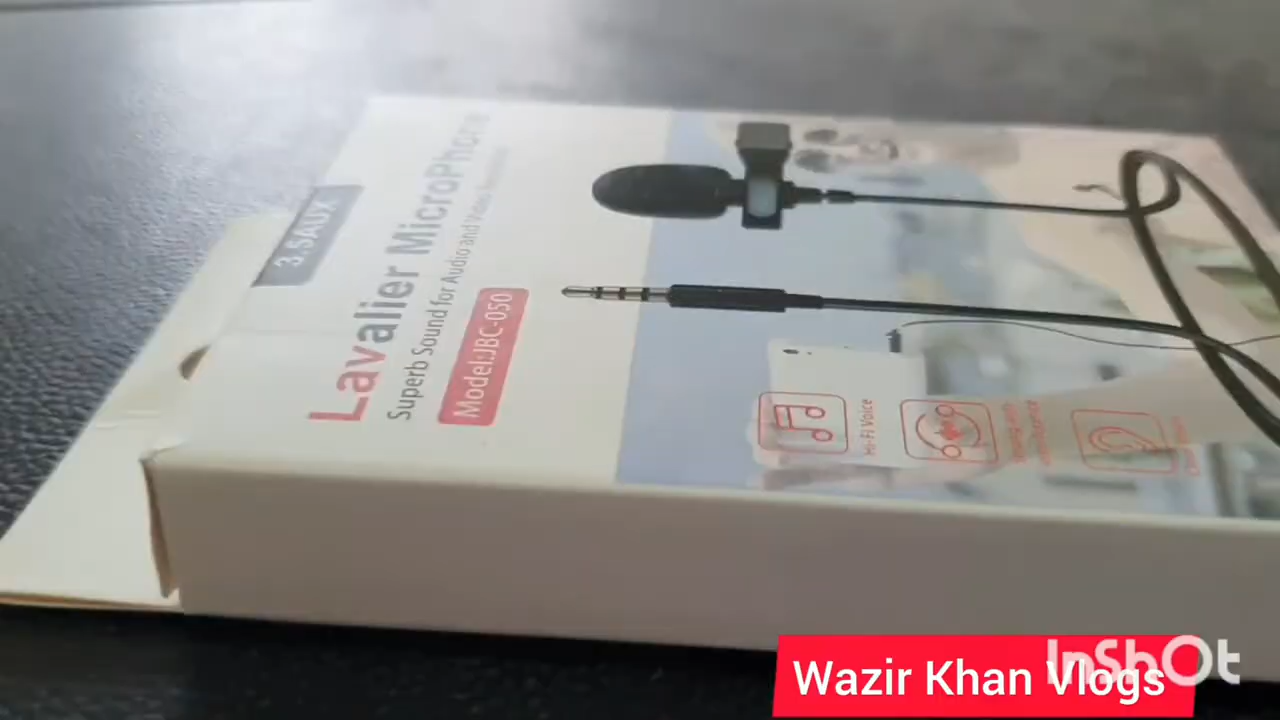 3.5AUX
Lavalier MicroPhone
Superb Sound for Audio and Video
Model:JBC-050
Hi-Fi Voice
Wazir Khan Vlogs
InShOt